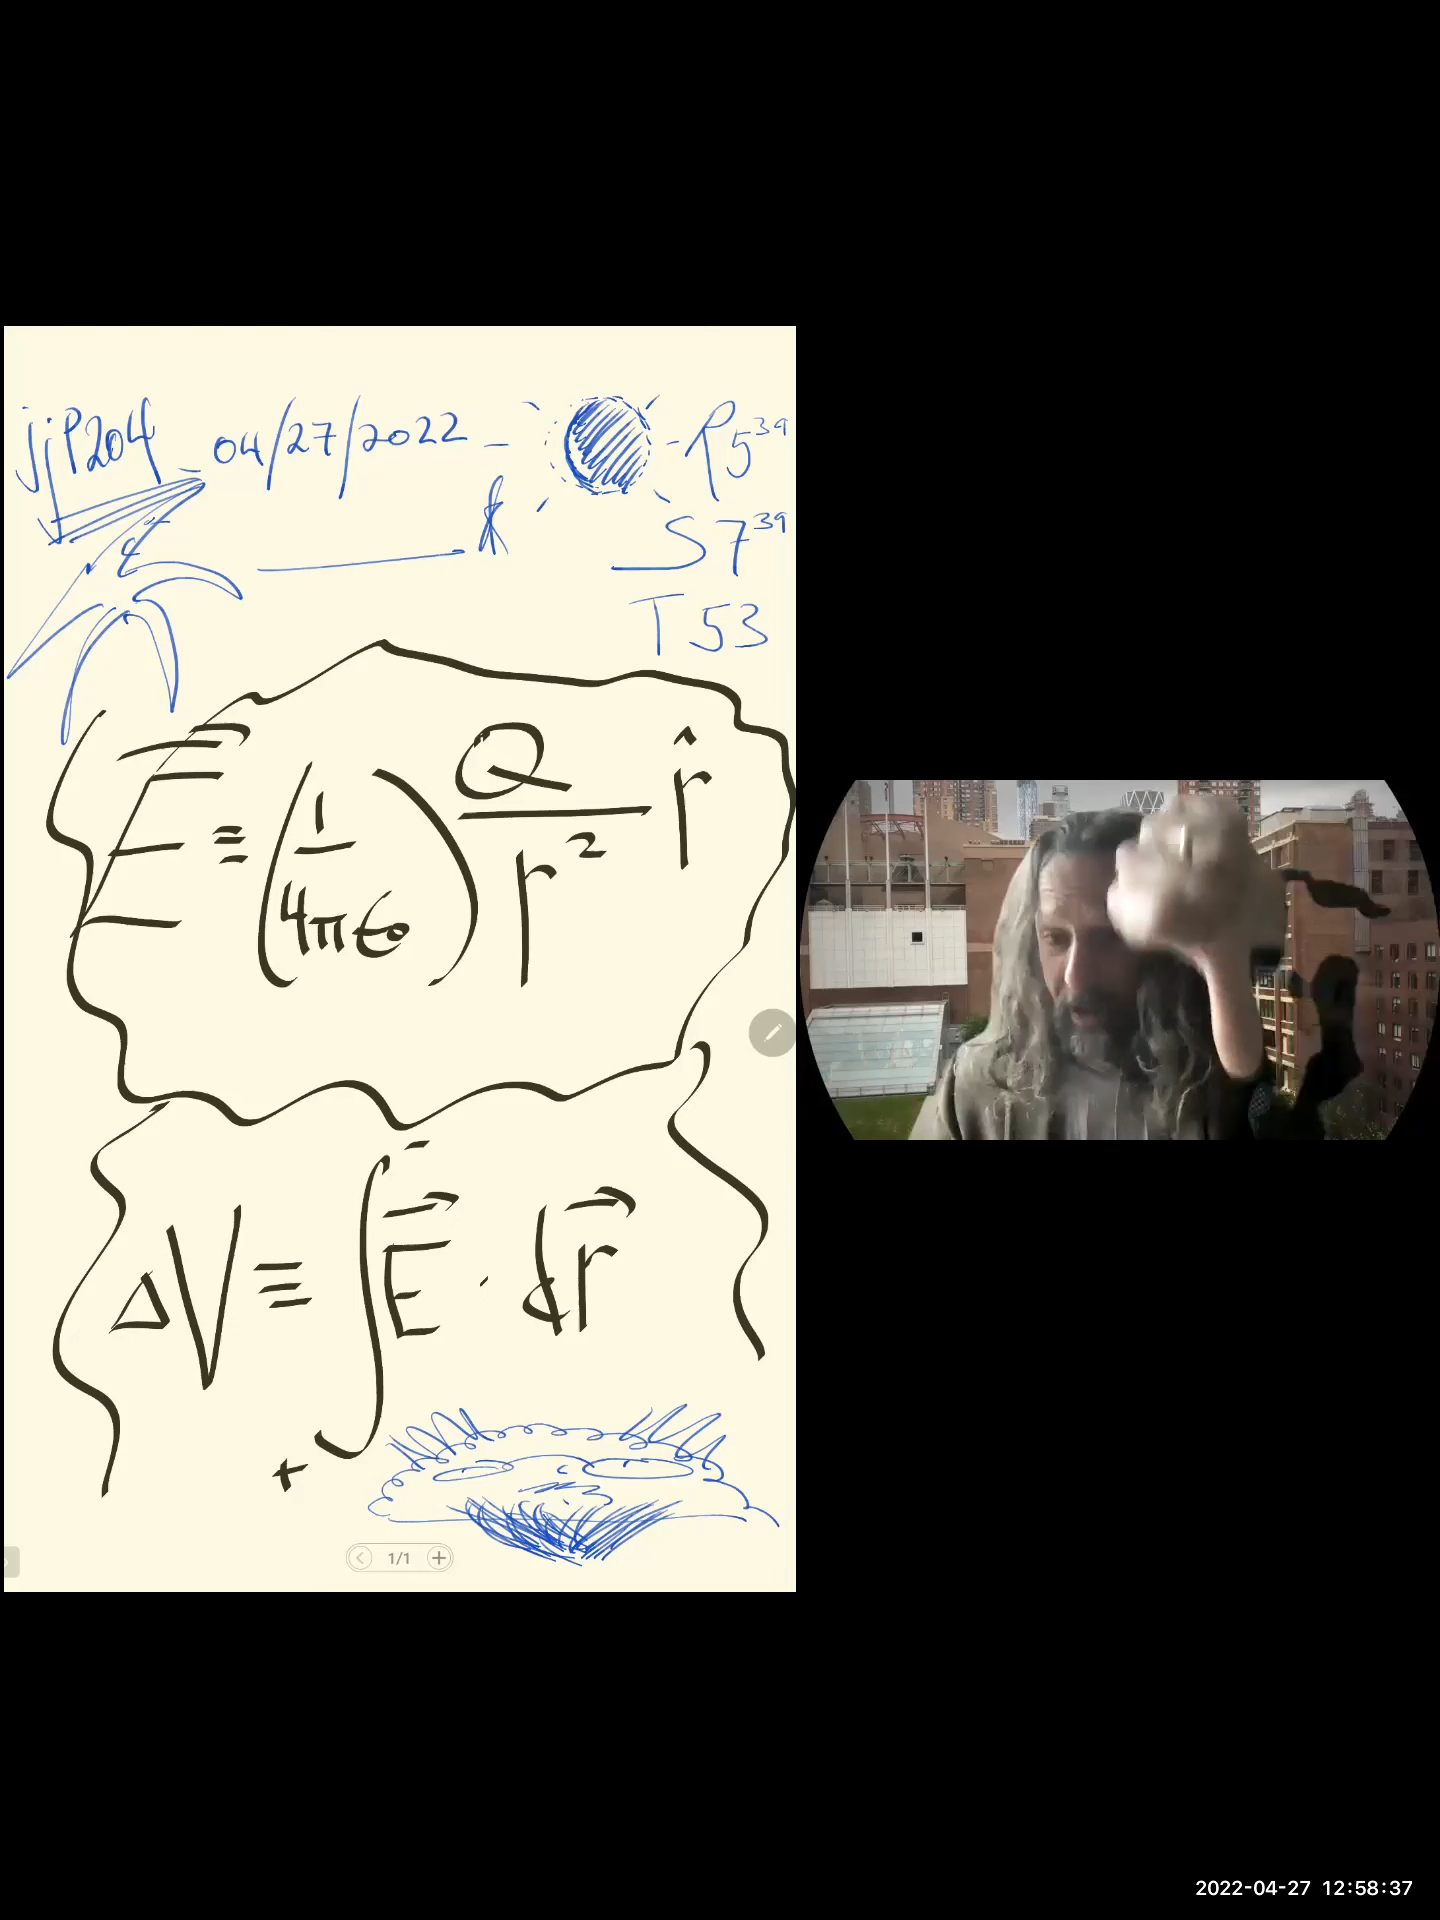 jjP204 - 04/27/2022 - - R5³⁹
S7³⁹
T 53
E⃗ = (1/4πϵ₀) Q/r² r̂
ΔV ≡ ∫₊⁻ E⃗ · dr⃗
1/1
2022-04-27 12:58:37